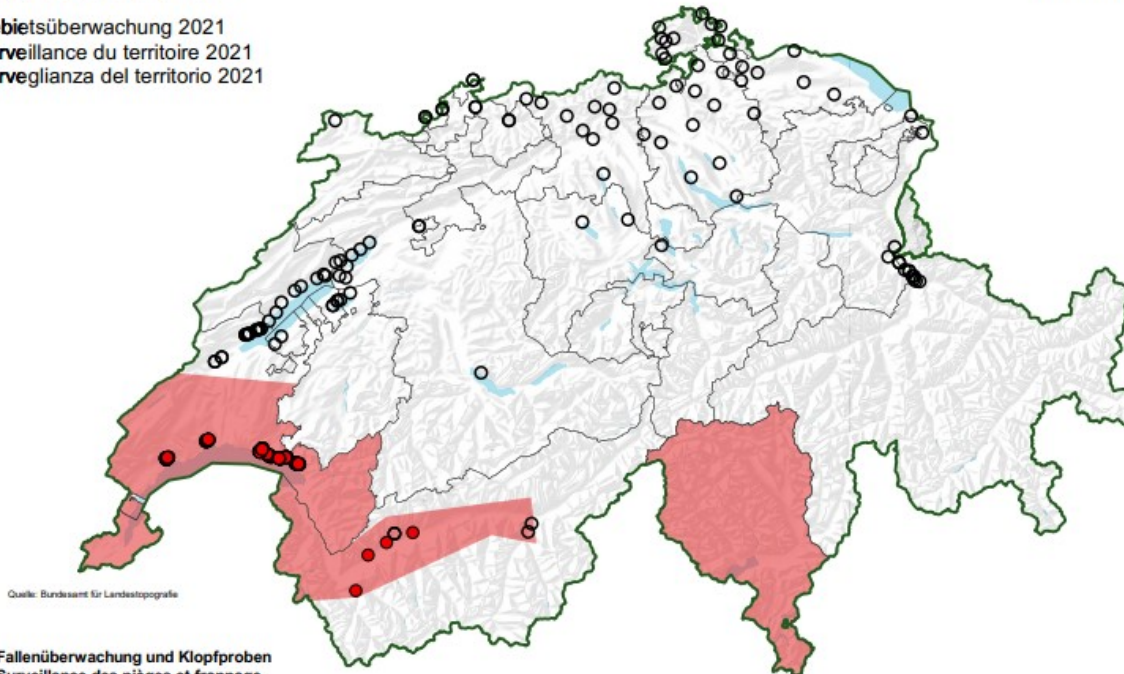 bietsüberwachung 2021
rveillance du territoire 2021
rveglianza del territorio 2021
Quelle: Bundesamt für Landestopografie
Fallenüberwachung und Klopfproben